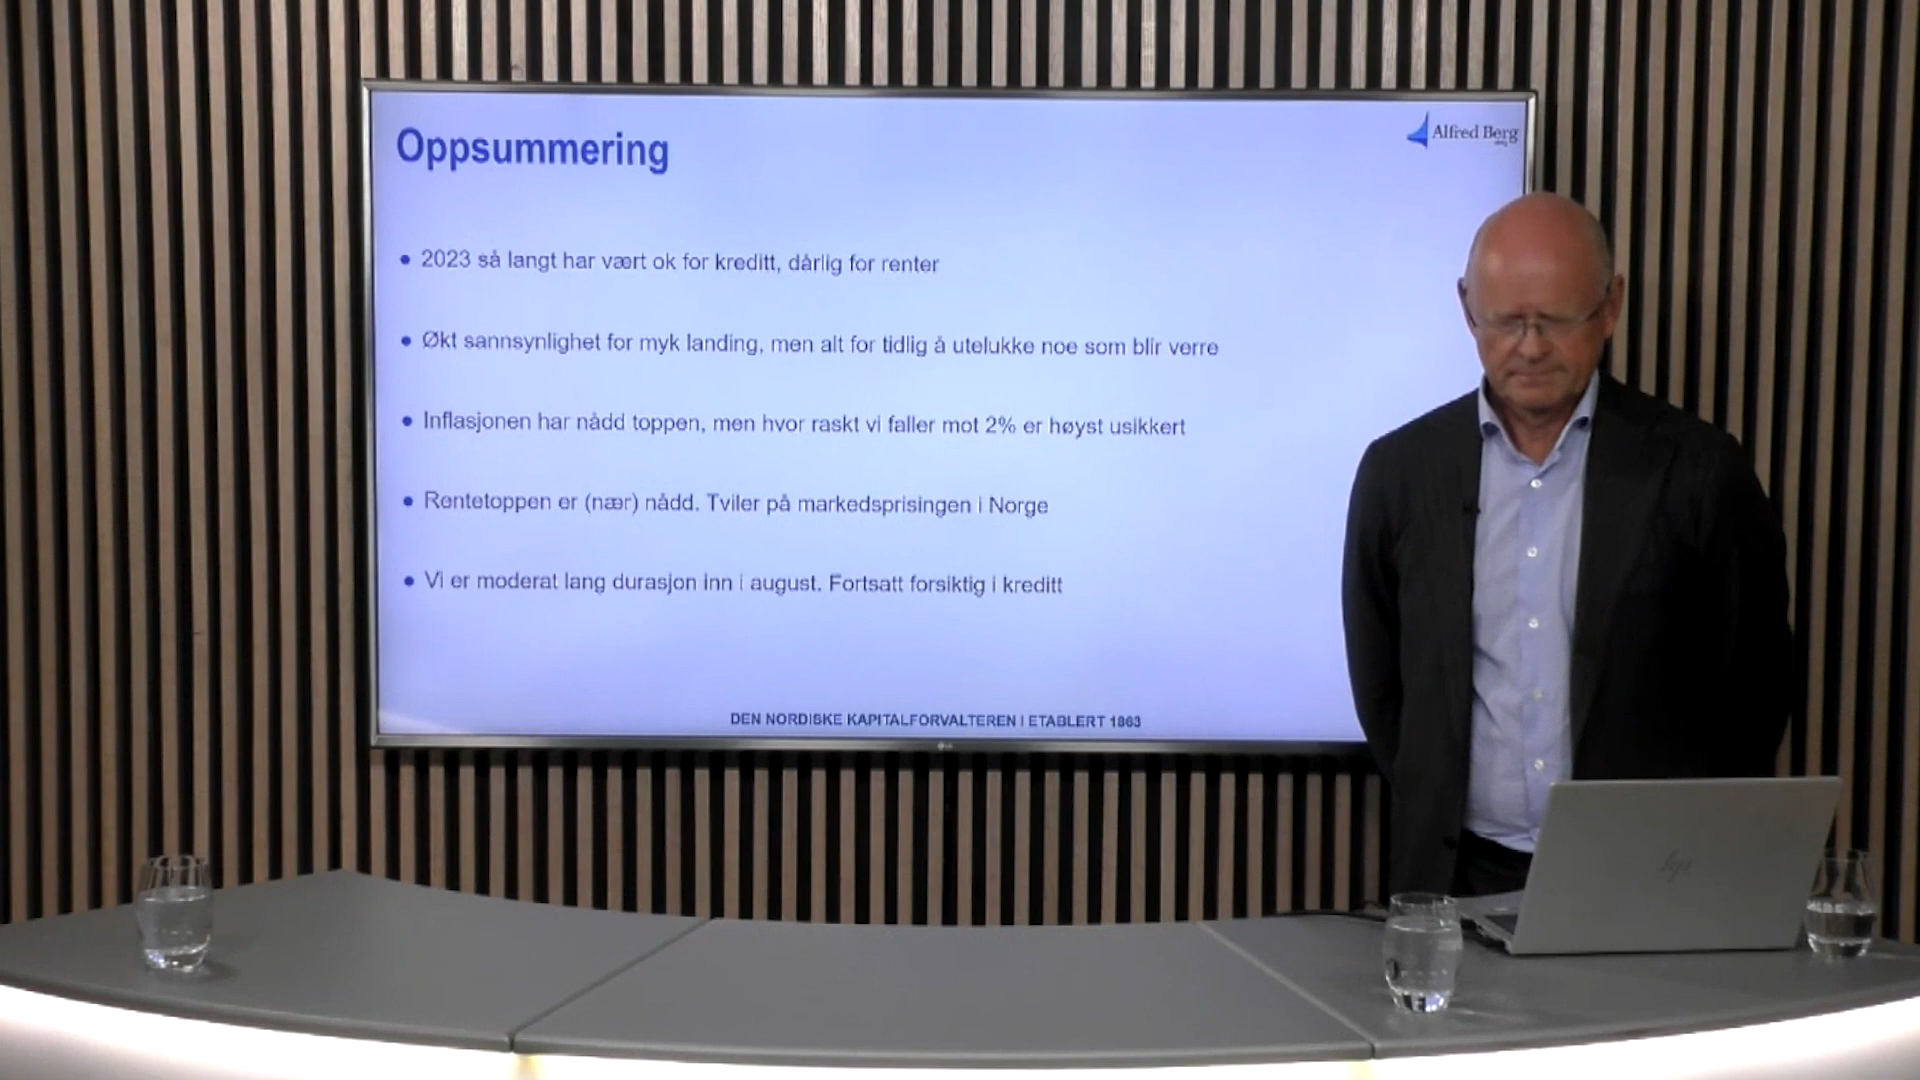 Oppsummering
Alfred Berg
• 2023 så langt har vært ok for kreditt, dårlig for renter
• Økt sannsynlighet for myk landing, men alt for tidlig å utelukke noe som blir verre
• Inflasjonen har nådd toppen, men hvor raskt vi faller mot 2% er høyst usikkert
• Rentetoppen er (nær) nådd. Tviler på markedsprisingen i Norge
• Vi er moderat lang durasjon inn i august. Fortsatt forsiktig i kreditt
DEN NORDISKE KAPITALFORVALTEREN I ETABLERT 1863
hp